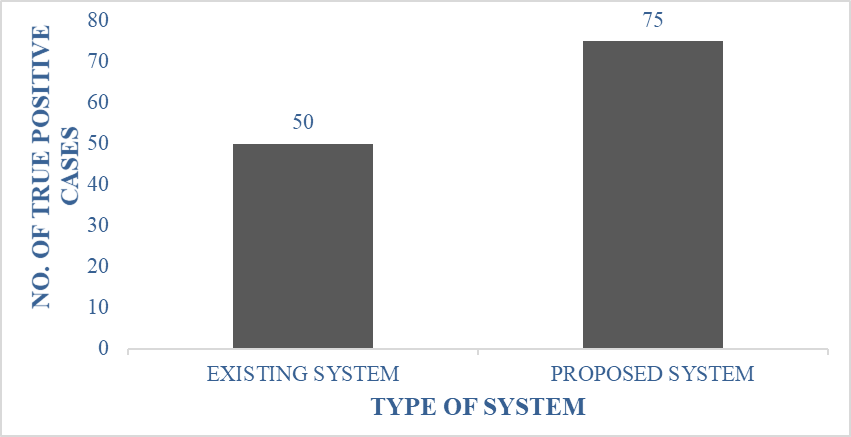 NO. OF TRUE POSITIVE
CASES
80
70
60
50
40
30
20
10
0
50
75
EXISTING SYSTEM
PROPOSED SYSTEM
TYPE OF SYSTEM